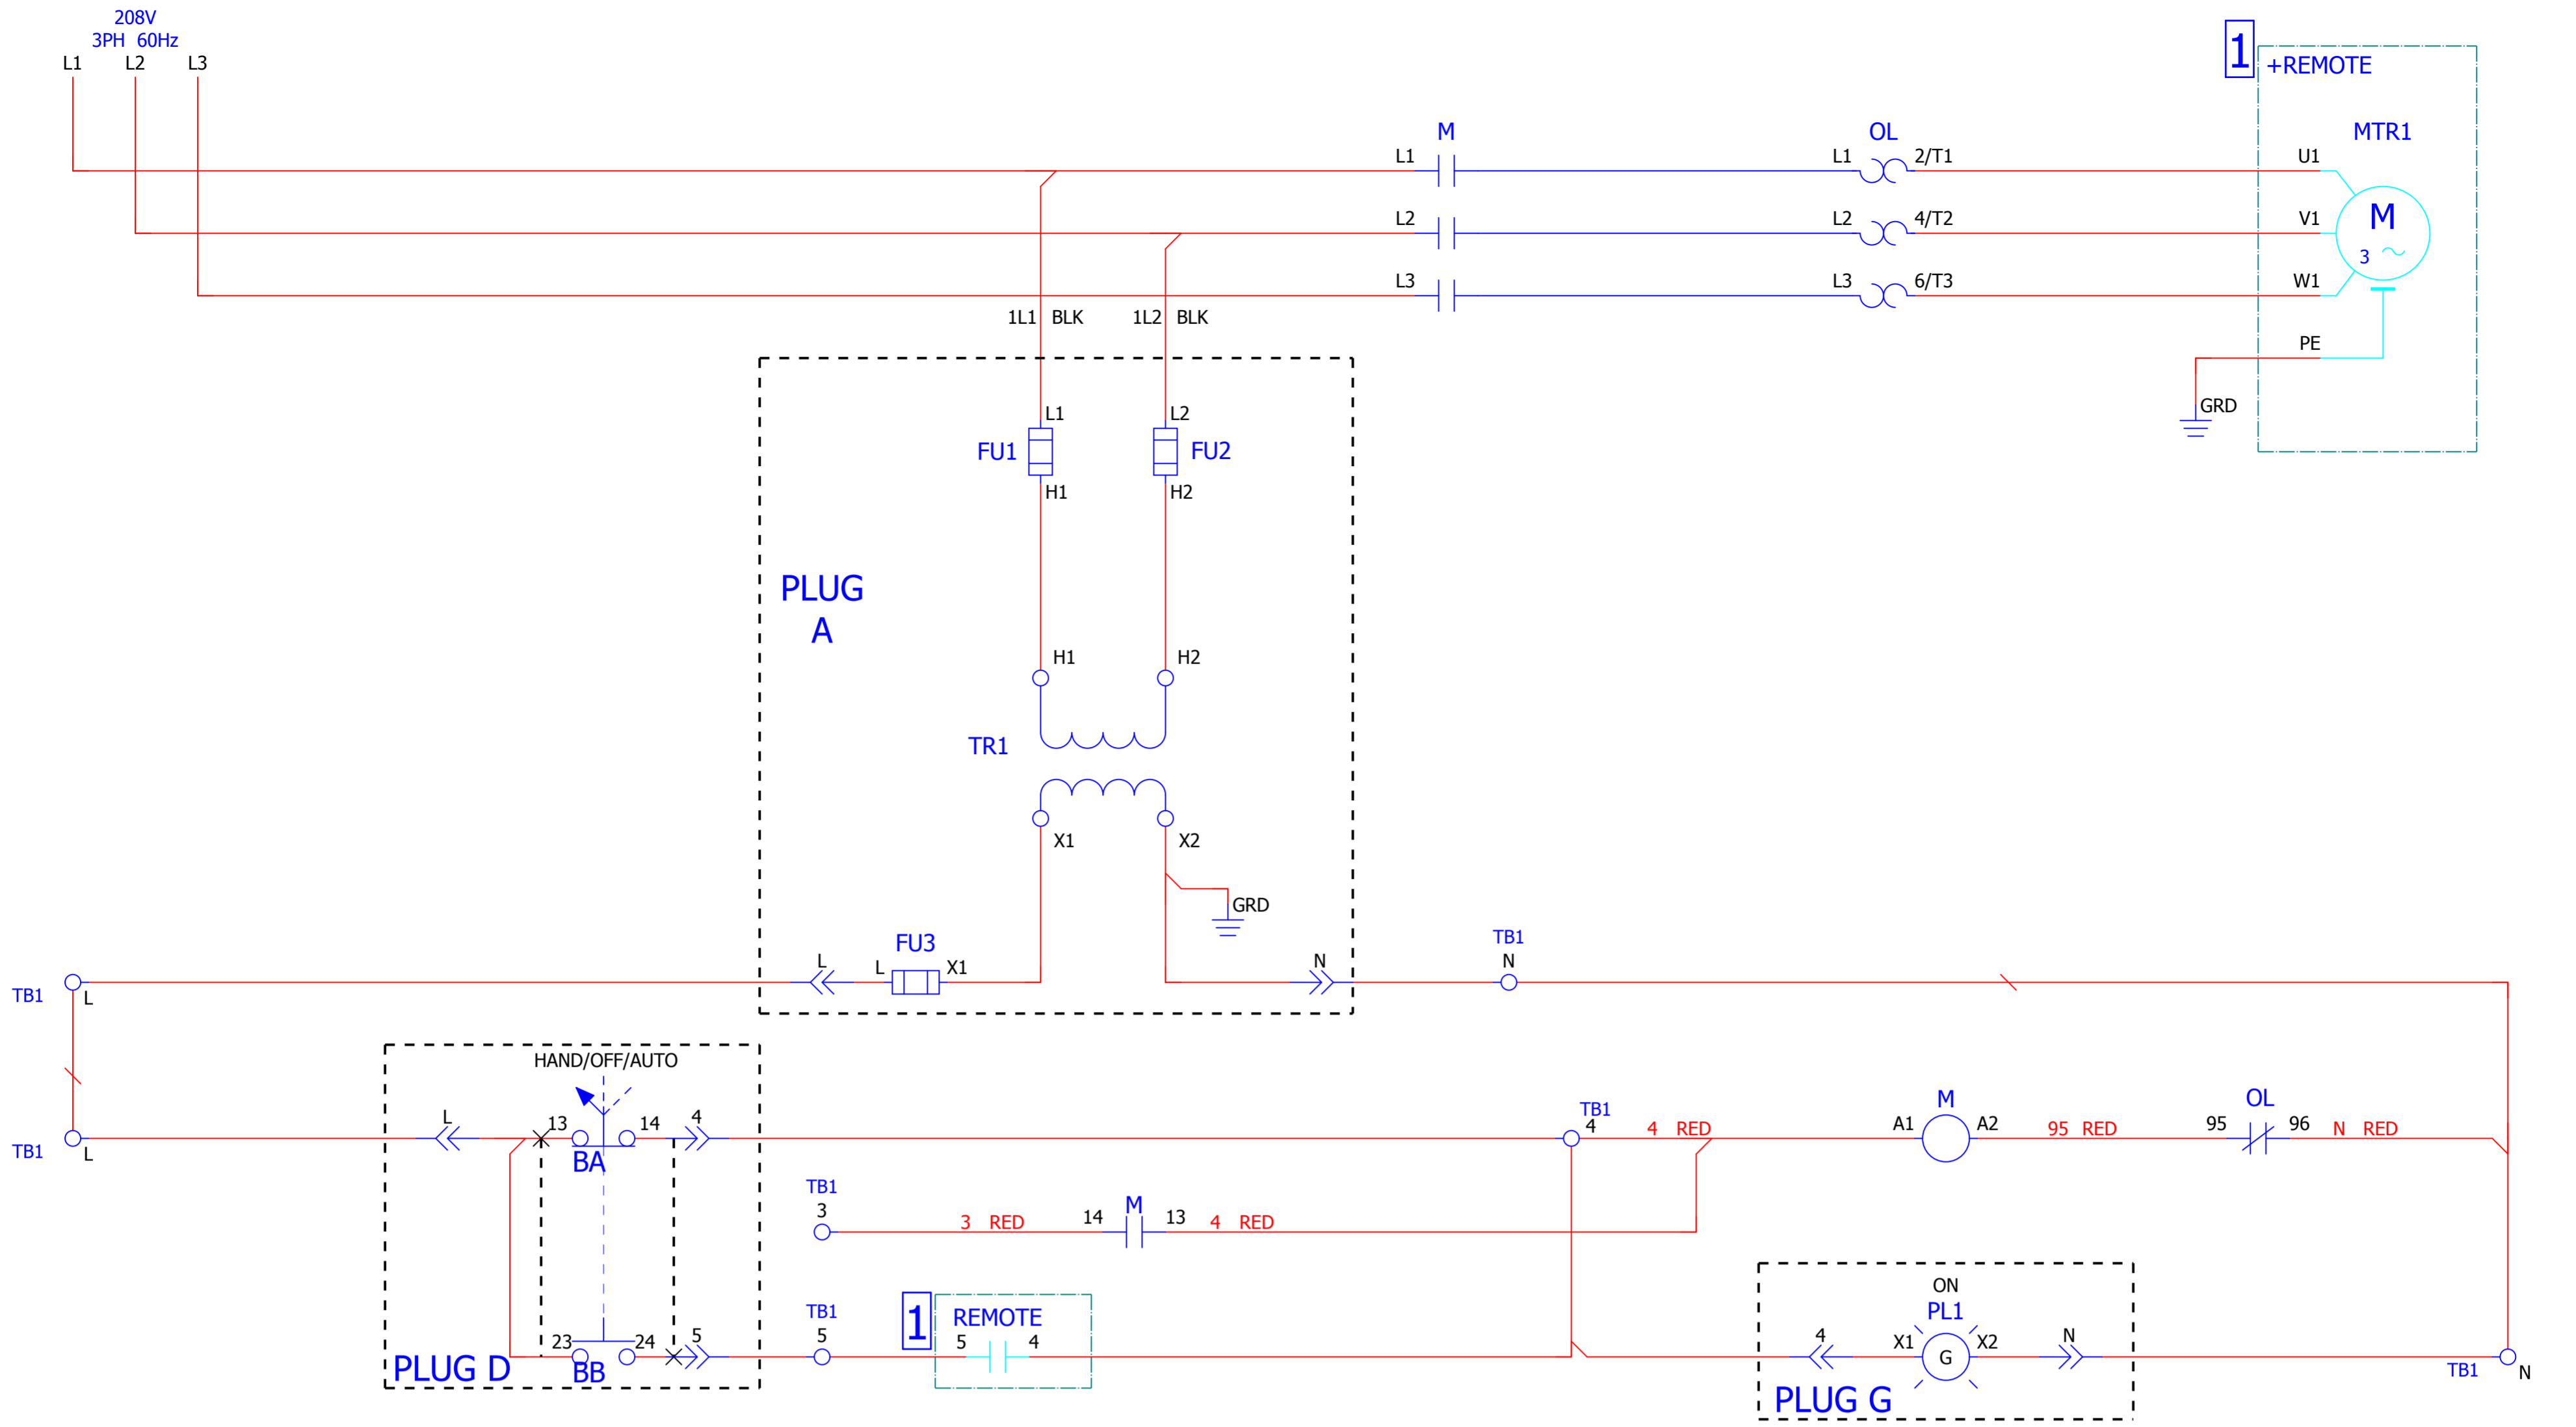 208V
3PH 60Hz
L1 L2 L3
1
+REMOTE
M OL MTR1
L1 L1 2/T1 U1
L2 L2 4/T2 V1
M
3
L3 L3 6/T3 W1
1L1 BLK 1L2 BLK
PE
GRD
L1 L2
FU1 FU2
H1 H2
PLUG
A
H1 H2
TR1
X1 X2
GRD
FU3
L L X1 N
TB1
N
TB1 L
HAND/OFF/AUTO
L 13 14 4
BA
TB1 L
TB1
4
4 RED
M
A1 A2
95 RED
OL
95 96
N RED
TB1
3
3 RED
M
14 13
4 RED
TB1
5
1
REMOTE
5 4
23 24 5
BB
PLUG D
ON
PL1
4 X1 X2 N
G
PLUG G
TB1 N